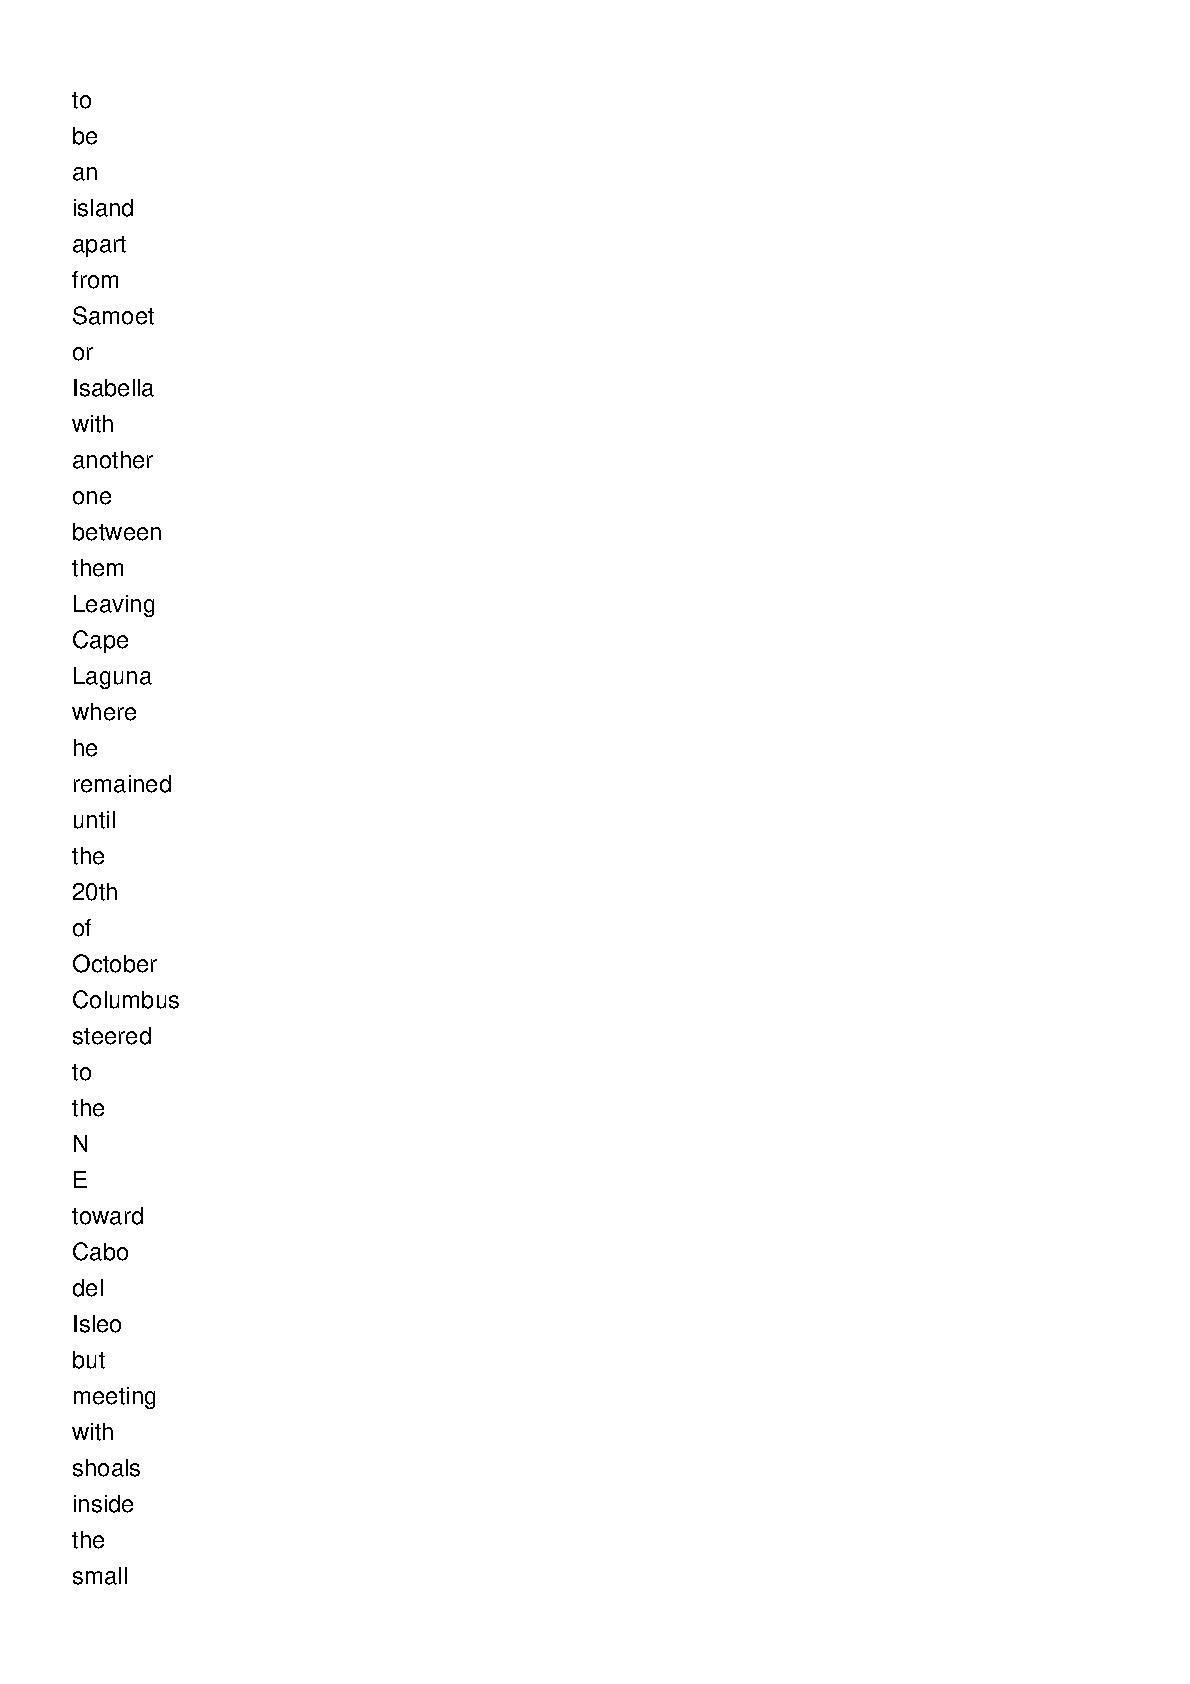 to
be
an
island
apart
from
Samoet
or
Isabella
with
another
one
between
them
Leaving
Cape
Laguna
where
he
remained
until
the
20th
of
October
Columbus
steered
to
the
N
E
toward
Cabo
del
Isleo
but
meeting
with
shoals
inside
the
small